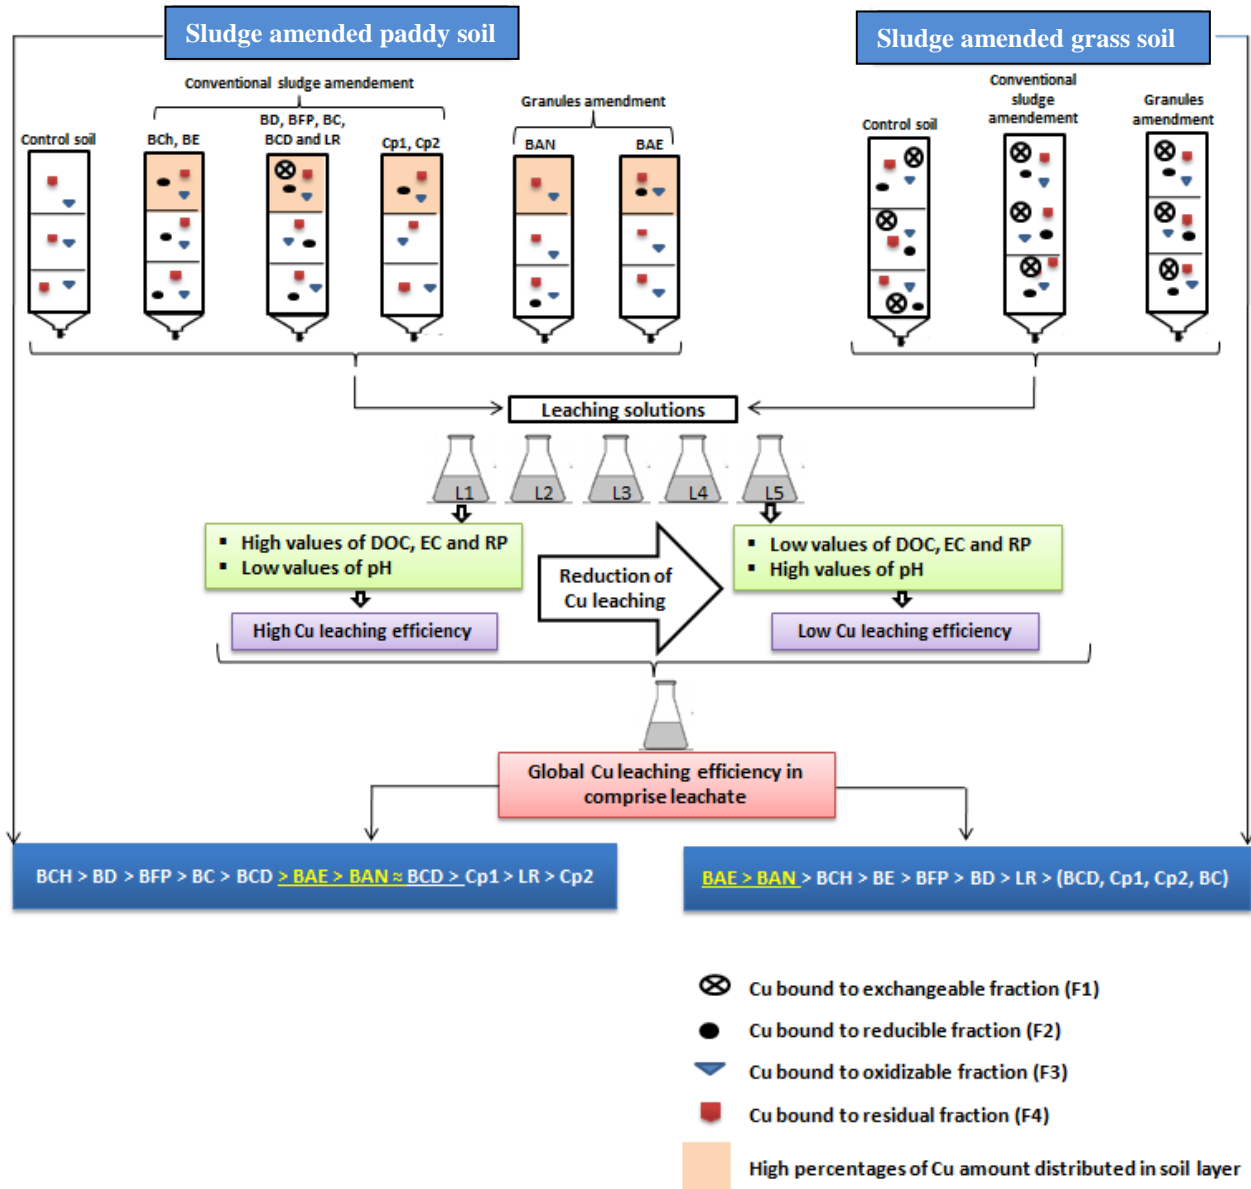 Sludge amended paddy soil
Sludge amended grass soil
Conventional sludge amendement
Granules amendment
Control soil
BCh, BE
BD, BFP, BC,
BCD and LR
Cp1, Cp2
BAN
BAE
Control soil
Conventional
sludge
amendement
Granules
amendment
Leaching solutions
L1
L2
L3
L4
L5
▪ High values of DOC, EC and RP
▪ Low values of pH
Reduction of
Cu leaching
▪ Low values of DOC, EC and RP
▪ High values of pH
High Cu leaching efficiency
Low Cu leaching efficiency
Global Cu leaching efficiency in
comprise leachate
BCH > BD > BFP > BC > BCD > BAE > BAN ≈ BCD > Cp1 > LR > Cp2
BAE > BAN > BCH > BE > BFP > BD > LR > (BCD, Cp1, Cp2, BC)
Cu bound to exchangeable fraction (F1)
Cu bound to reducible fraction (F2)
Cu bound to oxidizable fraction (F3)
Cu bound to residual fraction (F4)
High percentages of Cu amount distributed in soil layer